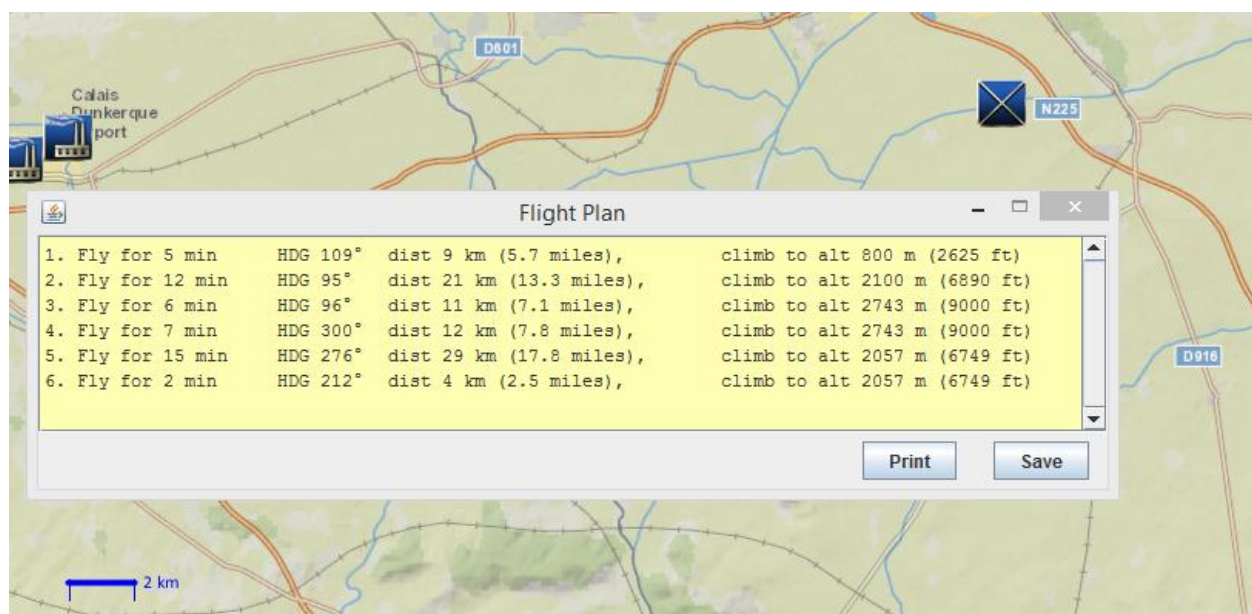 D601
Calais
Dunkerque
port
N225
Flight Plan
1. Fly for 5 min HDG 109° dist 9 km (5.7 miles), climb to alt 800 m (2625 ft)
2. Fly for 12 min HDG 95° dist 21 km (13.3 miles), climb to alt 2100 m (6890 ft)
3. Fly for 6 min HDG 96° dist 11 km (7.1 miles), climb to alt 2743 m (9000 ft)
4. Fly for 7 min HDG 300° dist 12 km (7.8 miles), climb to alt 2743 m (9000 ft)
5. Fly for 15 min HDG 276° dist 29 km (17.8 miles), climb to alt 2057 m (6749 ft)
6. Fly for 2 min HDG 212° dist 4 km (2.5 miles), climb to alt 2057 m (6749 ft)
D916
Print Save
2 km